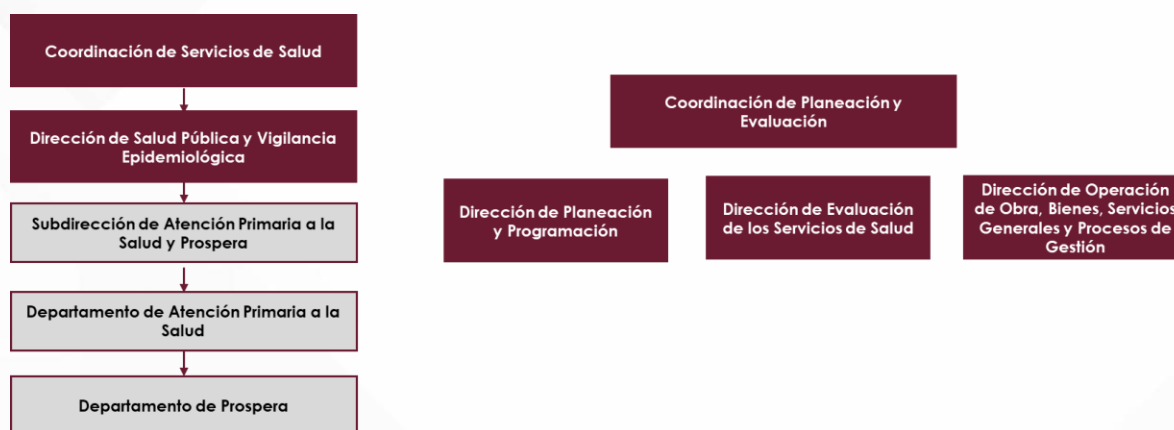 Coordinación de Servicios de Salud
Dirección de Salud Pública y Vigilancia
Epidemiológica
Subdirección de Atención Primaria a la
Salud y Prospera
Departamento de Atención Primaria a la
Salud
Departamento de Prospera
Coordinación de Planeación y
Evaluación
Dirección de Planeación
y Programación
Dirección de Evaluación
de los Servicios de Salud
Dirección de Operación
de Obra, Bienes, Servicios
Generales y Procesos de
Gestión